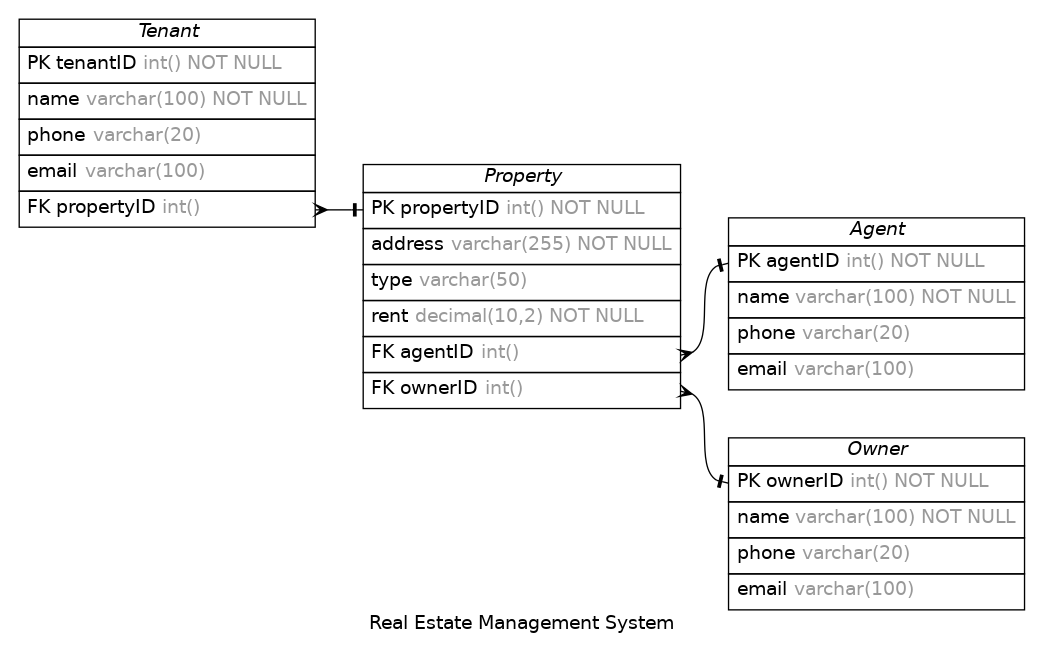 Tenant
PK tenantID int() NOT NULL
name varchar(100) NOT NULL
phone varchar(20)
email varchar(100)
FK propertyID int()
Property
PK propertyID int() NOT NULL
address varchar(255) NOT NULL
type varchar(50)
rent decimal(10,2) NOT NULL
FK agentID int()
FK ownerID int()
Agent
PK agentID int() NOT NULL
name varchar(100) NOT NULL
phone varchar(20)
email varchar(100)
Owner
PK ownerID int() NOT NULL
name varchar(100) NOT NULL
phone varchar(20)
email varchar(100)
Real Estate Management System